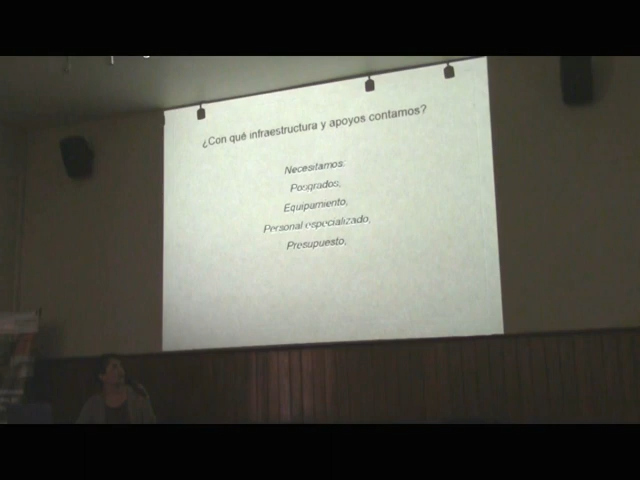 ¿Con qué infraestructura y apoyos contamos?
Necesitamos:
Posgrados,
Equipamiento,
Personal especializado,
Presupuesto,